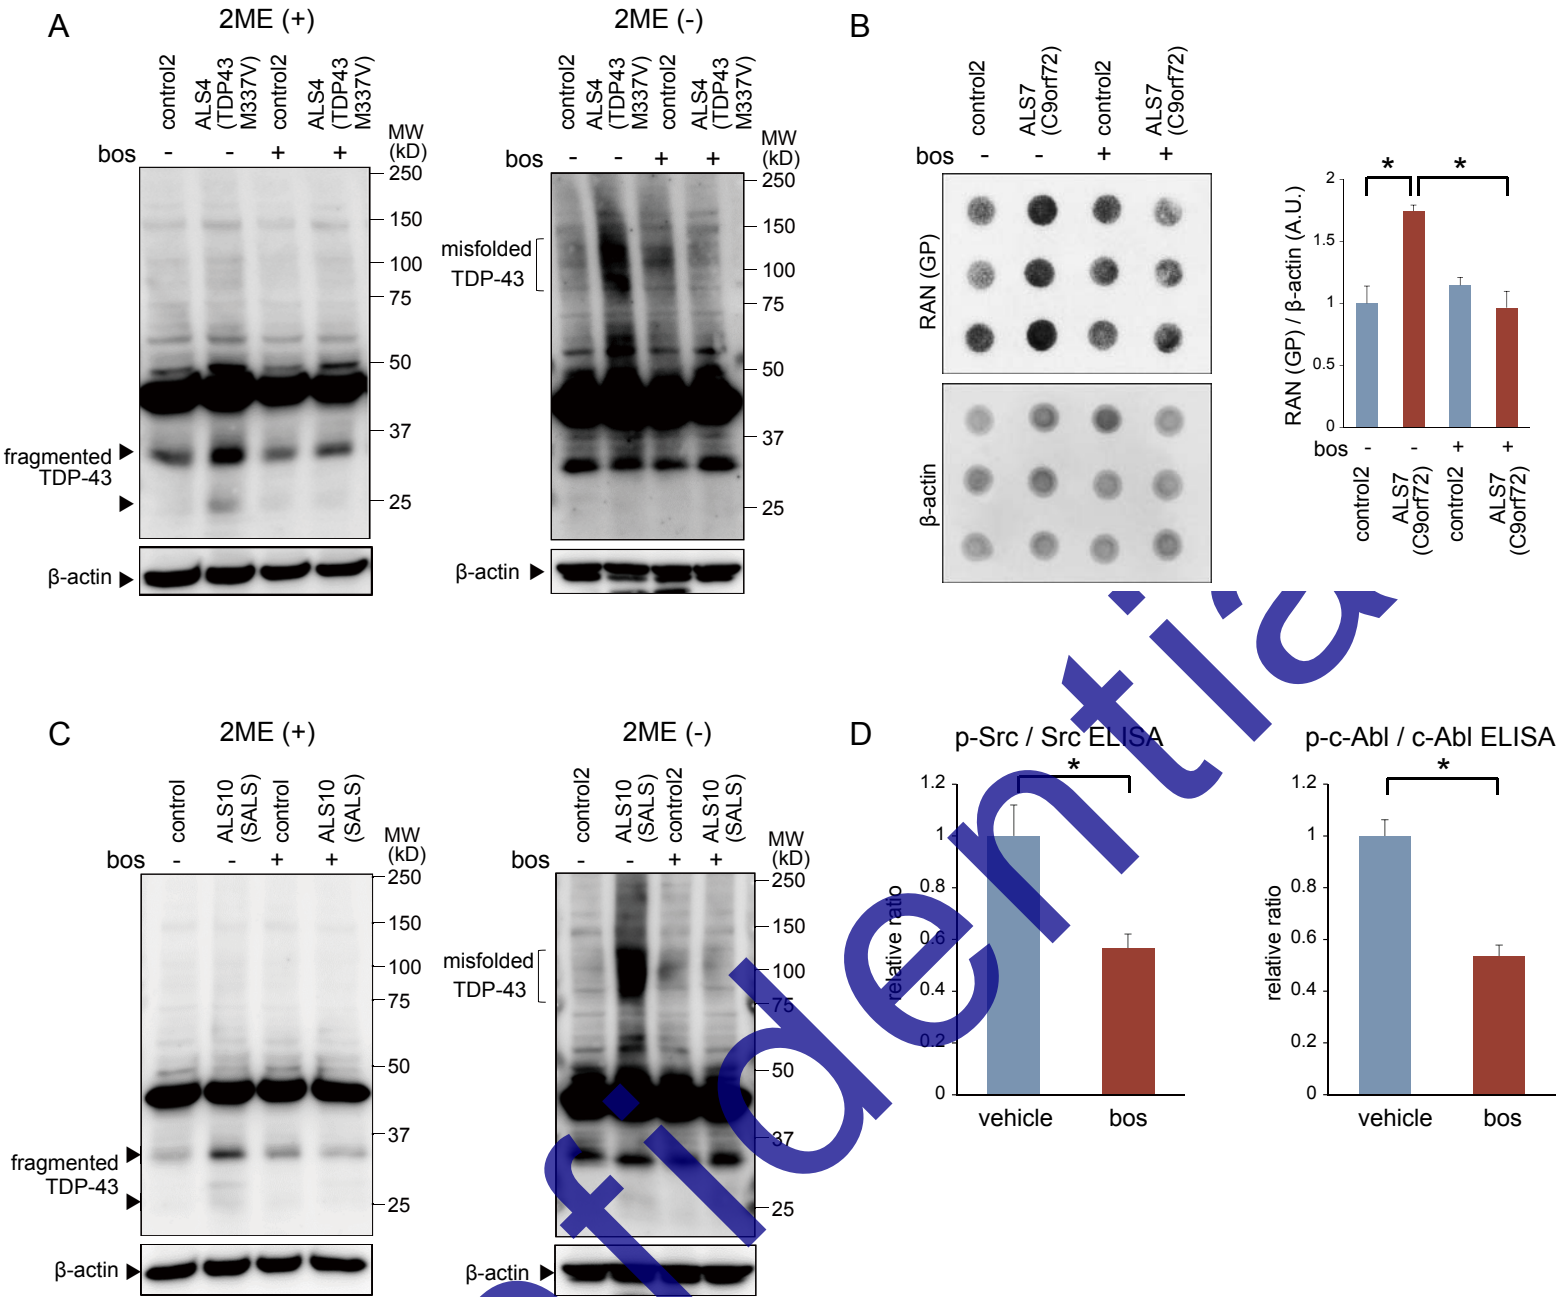 A
2ME (+)
control2
ALS4
(TDP43
M337V)
control2
ALS4
(TDP43
M337V)
MW
(kD)
bos - - + +
250
150
100
75
50
37
25
fragmented
TDP-43
β-actin
2ME (-)
control2
ALS4
(TDP43
M337V)
control2
ALS4
(TDP43
M337V)
MW
(kD)
bos - - + +
250
150
100
75
50
37
25
misfolded
TDP-43
β-actin
B
control2
ALS7
(C9orf72)
control2
ALS7
(C9orf72)
bos - - + +
RAN (GP)
β-actin
RAN (GP) / β-actin (A.U.)
2
1.5
1
0.5
0
* *
bos - - + +
control2
ALS7
(C9orf72)
control2
ALS7
(C9orf72)
C
2ME (+)
control
ALS10
(SALS)
control
ALS10
(SALS)
MW
(kD)
bos - - + +
250
150
100
75
50
37
25
fragmented
TDP-43
β-actin
2ME (-)
control2
ALS10
(SALS)
control2
ALS10
(SALS)
MW
(kD)
bos - - + +
250
150
100
75
50
37
25
misfolded
TDP-43
β-actin
D
p-Src / Src ELISA
*
relative ratio
1.2
1
0.8
0.6
0.4
0.2
0
vehicle bos
p-c-Abl / c-Abl ELISA
*
relative ratio
1.2
1
0.8
0.6
0.4
0.2
0
vehicle bos
fidentia